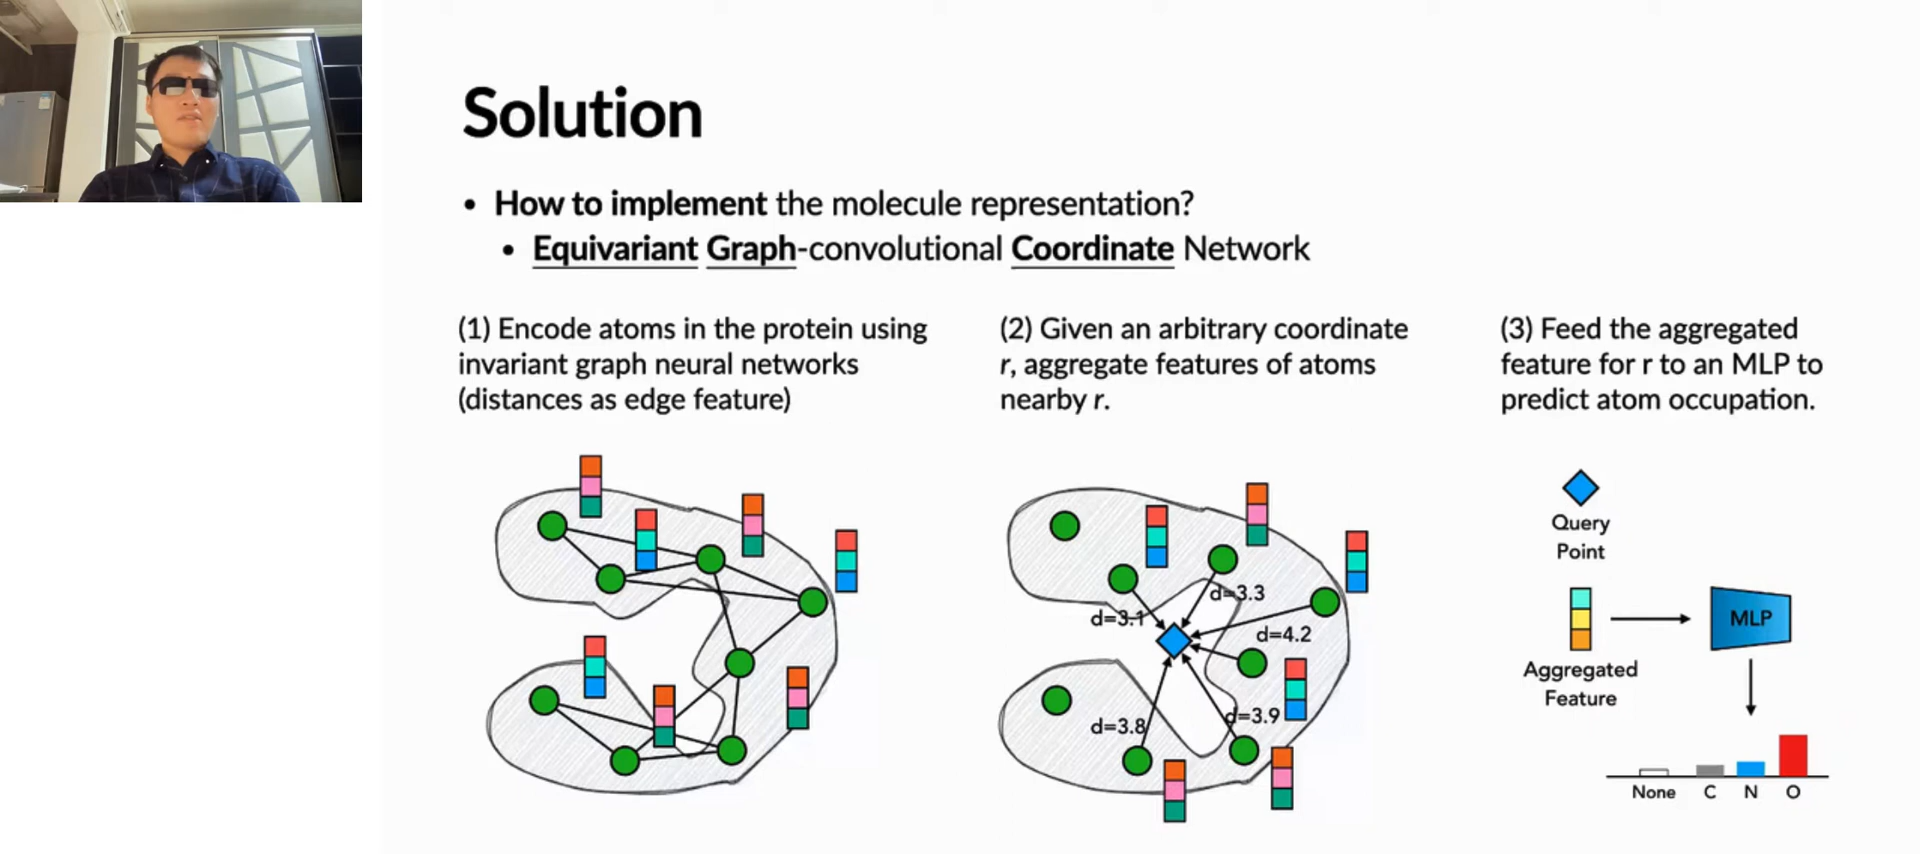 Solution
• How to implement the molecule representation?
• Equivariant Graph-convolutional Coordinate Network
(1) Encode atoms in the protein using
invariant graph neural networks
(distances as edge feature)
(2) Given an arbitrary coordinate
r, aggregate features of atoms
nearby r.
(3) Feed the aggregated
feature for r to an MLP to
predict atom occupation.
d=3.3
d=3.1
d=4.2
d=3.9
d=3.8
Query
Point
MLP
Aggregated
Feature
None C N O